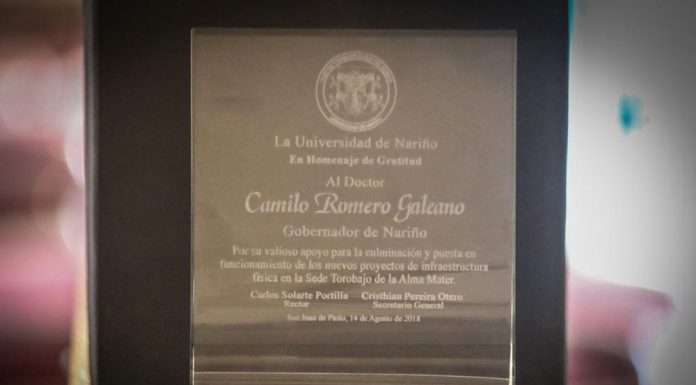 La Universidad de Nariño
En Homenaje de Gratitud
Al Doctor
Camilo Romero Galeano
Gobernador de Nariño
Por su valioso apoyo para la culminación y puesta en
funcionamiento de los nuevos proyectos de infraestructura
física en la Sede Torobajo de la Alma Mater.
Carlos Solarte Portilla Cristhian Pereira Otero
Rector Secretario General
San Juan de Pasto, 14 de Agosto de 2018